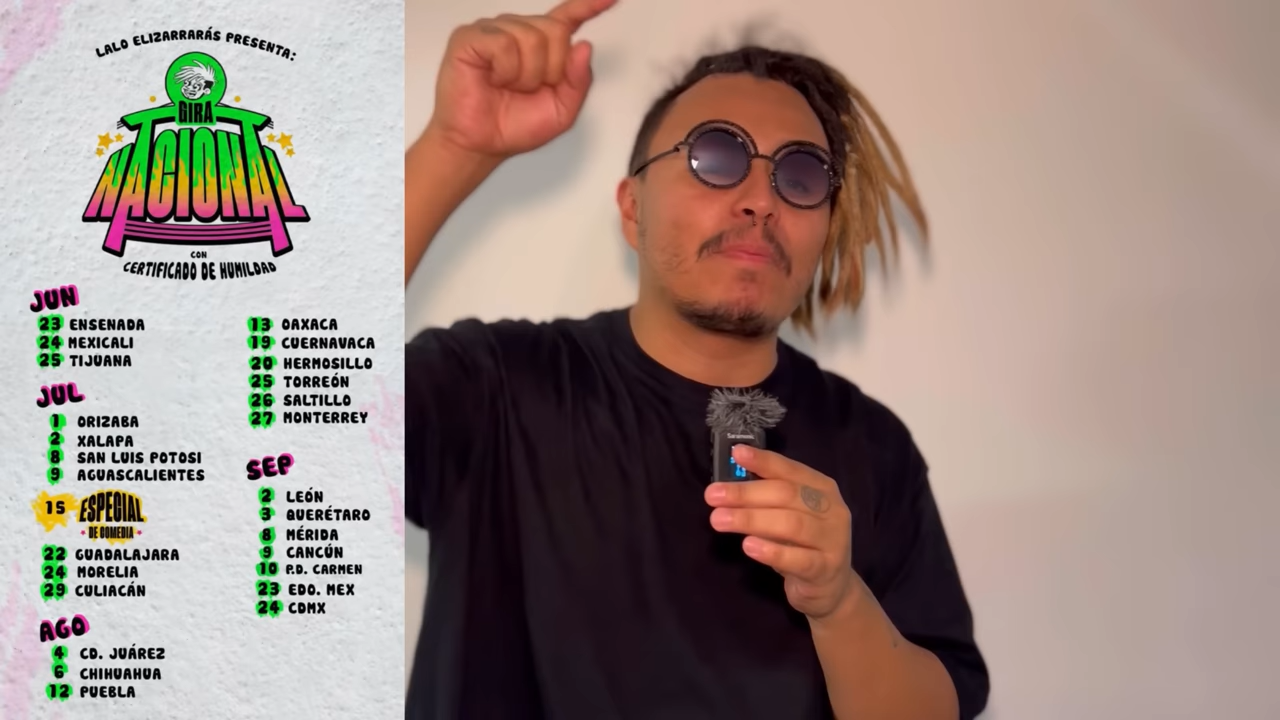 LALO ELIZARRARÁS PRESENTA:
GIRA
NACIONAL
CON
CERTIFICADO DE HUMILDAD
JUN
23 ENSENADA
24 MEXICALI
25 TIJUANA
JUL
1 ORIZABA
2 XALAPA
8 SAN LUIS POTOSI
9 AGUASCALIENTES
15 ESPECIAL
DE COMEDIA
22 GUADALAJARA
24 MORELIA
29 CULIACÁN
AGO
4 CD. JUÁREZ
6 CHIHUAHUA
12 PUEBLA
13 OAXACA
19 CUERNAVACA
20 HERMOSILLO
25 TORREÓN
26 SALTILLO
27 MONTERREY
SEP
2 LEÓN
3 QUERÉTARO
8 MÉRIDA
9 CANCÚN
10 P.D. CARMEN
23 EDO. MEX
24 CDMX
Saramonic